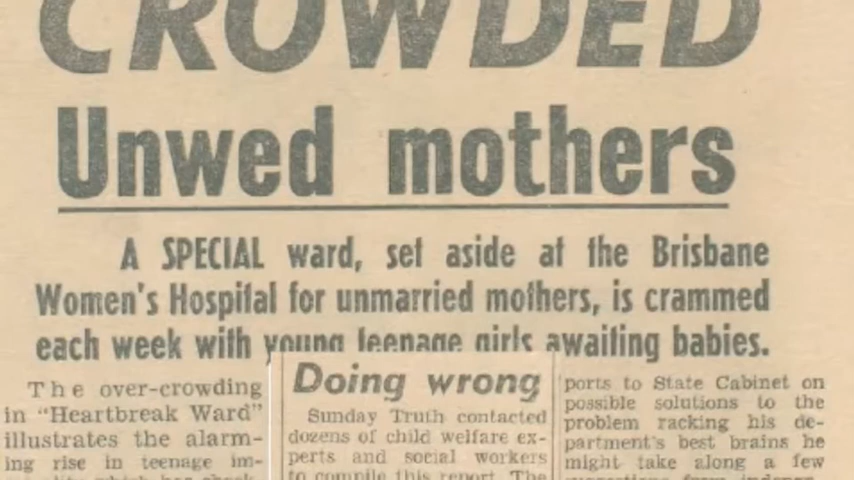 CROWDED
Unwed mothers
A SPECIAL ward, set aside at the Brisbane
Women's Hospital for unmarried mothers, is crammed
each week with young teenage girls awaiting babies.
The over-crowding
in "Heartbreak Ward"
illustrates the alarm-
ing rise in teenage im-
Doing wrong
Sunday Truth contacted
dozens of child welfare ex-
perts and social workers
to compile this report. The
ports to State Cabinet on
possible solutions to the
problem racking his de-
partment's best brains he
might take along a few